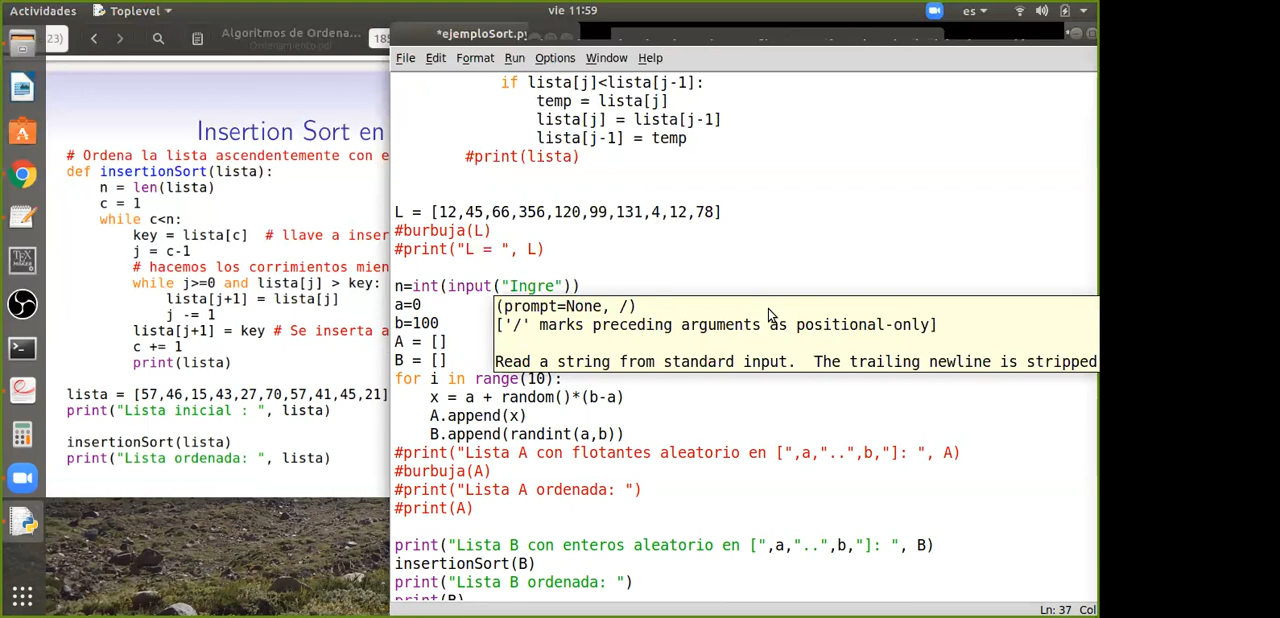 Actividades
Toplevel
vie 11:59
es
23)
Algoritmos de Ordena...
Ordenamiento.pdf
185
*ejemploSort.py
File Edit Format Run Options Window Help
Insertion Sort en
# Ordena la lista ascendentemente con e
def insertionSort(lista):
n = len(lista)
c = 1
while c<n:
key = lista[c] # llave a inser
j = c-1
# hacemos los corrimientos mien
while j>=0 and lista[j] > key:
lista[j+1] = lista[j]
j -= 1
lista[j+1] = key # Se inserta a
c += 1
print(lista)
lista = [57,46,15,43,27,70,57,41,45,21]
print("Lista inicial : ", lista)
insertionSort(lista)
print("Lista ordenada: ", lista)
if lista[j]<lista[j-1]:
temp = lista[j]
lista[j] = lista[j-1]
lista[j-1] = temp
#print(lista)
L = [12,45,66,356,120,99,131,4,12,78]
#burbuja(L)
#print("L = ", L)
n=int(input("Ingre"))
a=0
b=100
A = []
B = []
(prompt=None, /)
['/' marks preceding arguments as positional-only]
Read a string from standard input. The trailing newline is stripped
for i in range(10):
x = a + random()*(b-a)
A.append(x)
B.append(randint(a,b))
#print("Lista A con flotantes aleatorio en [",a,"..",b,"]: ", A)
#burbuja(A)
#print("Lista A ordenada: ")
#print(A)
print("Lista B con enteros aleatorio en [",a,"..",b,"]: ", B)
insertionSort(B)
print("Lista B ordenada: ")
print(B)
Ln: 37 Col